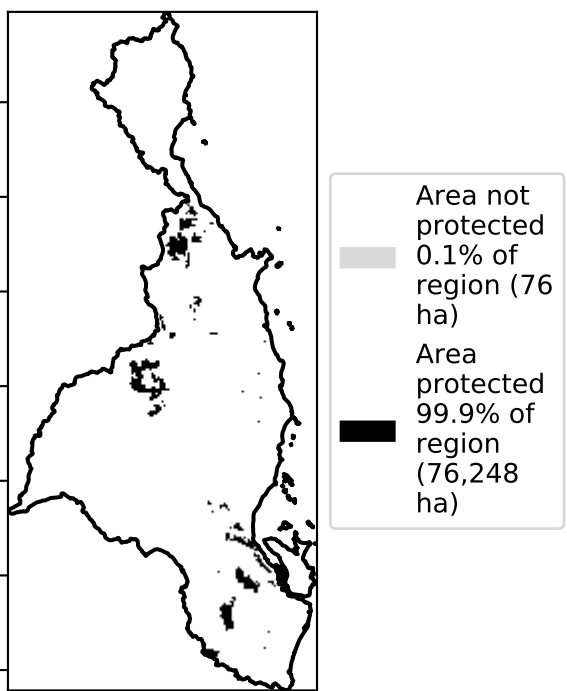 Area not
protected
0.1% of
region (76
ha)
Area
protected
99.9% of
region
(76,248
ha)